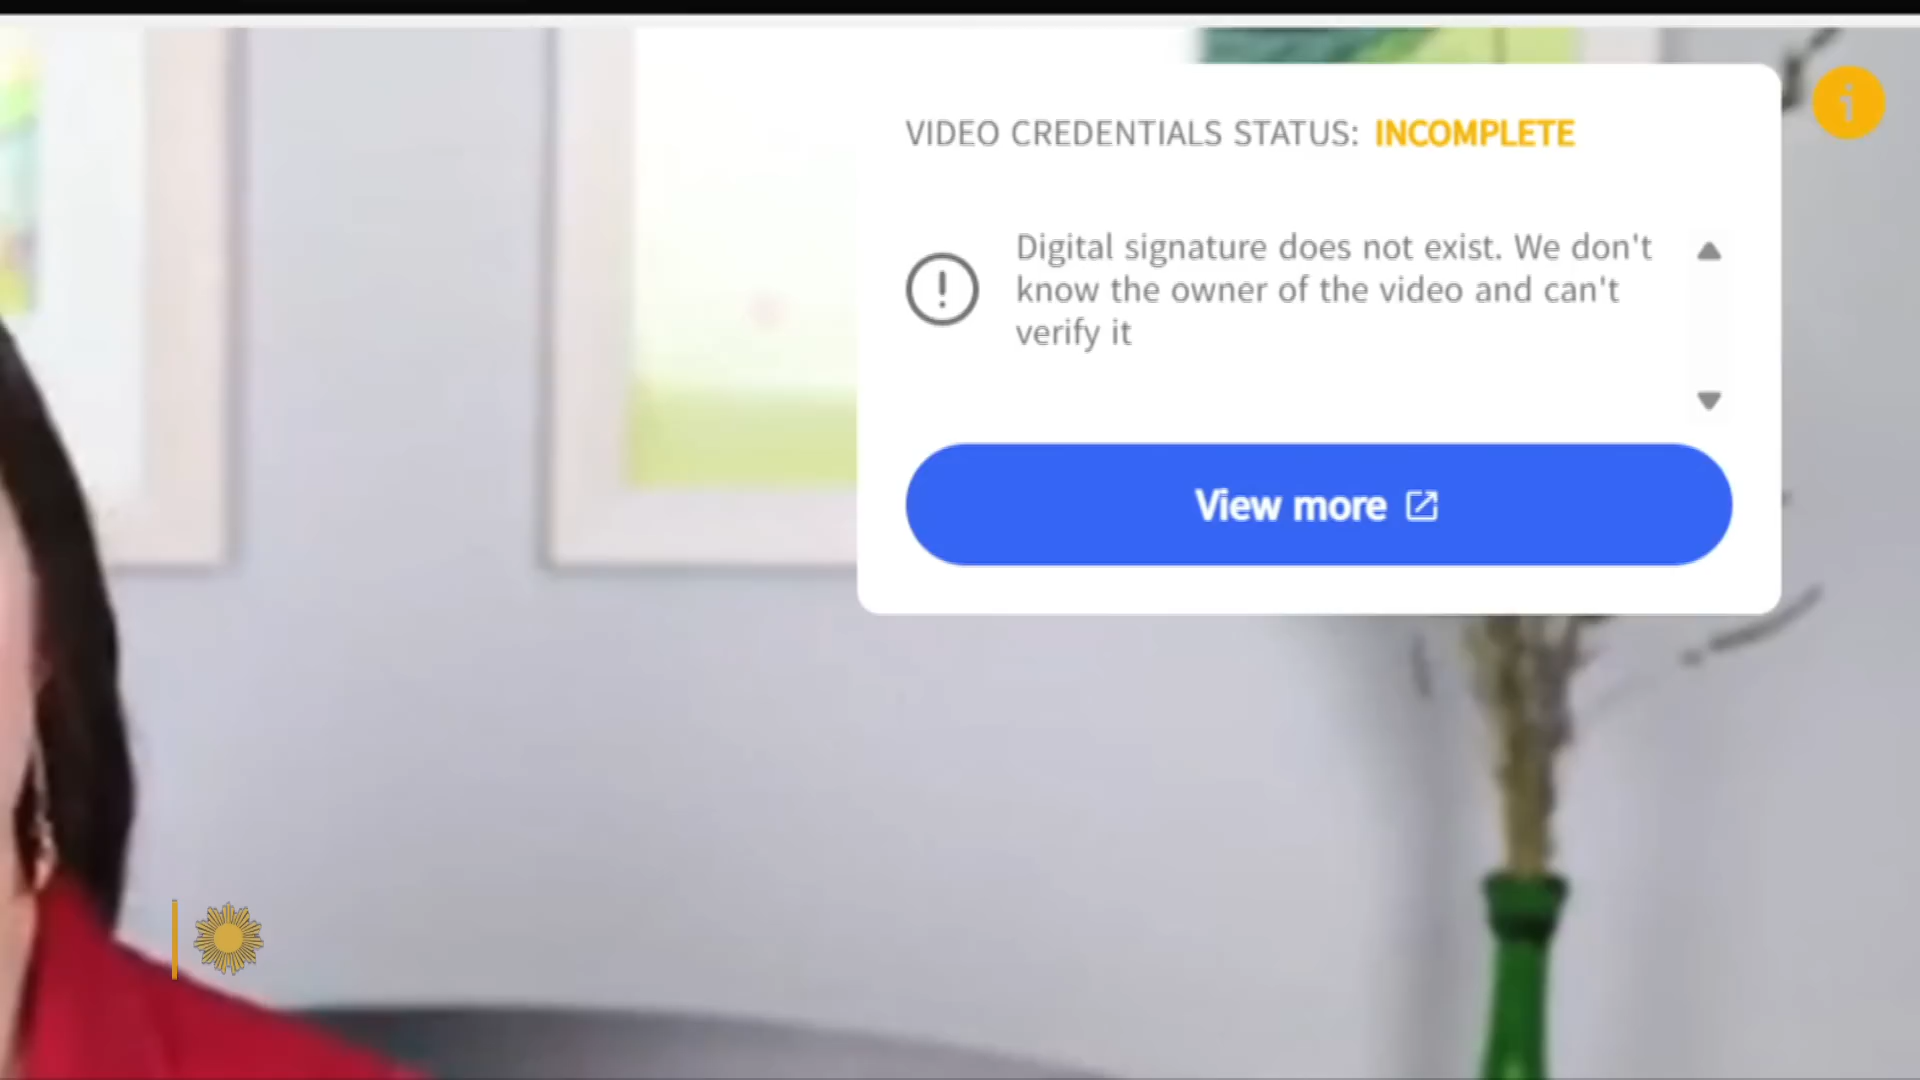 VIDEO CREDENTIALS STATUS: INCOMPLETE
Digital signature does not exist. We don't
know the owner of the video and can't
verify it
View more